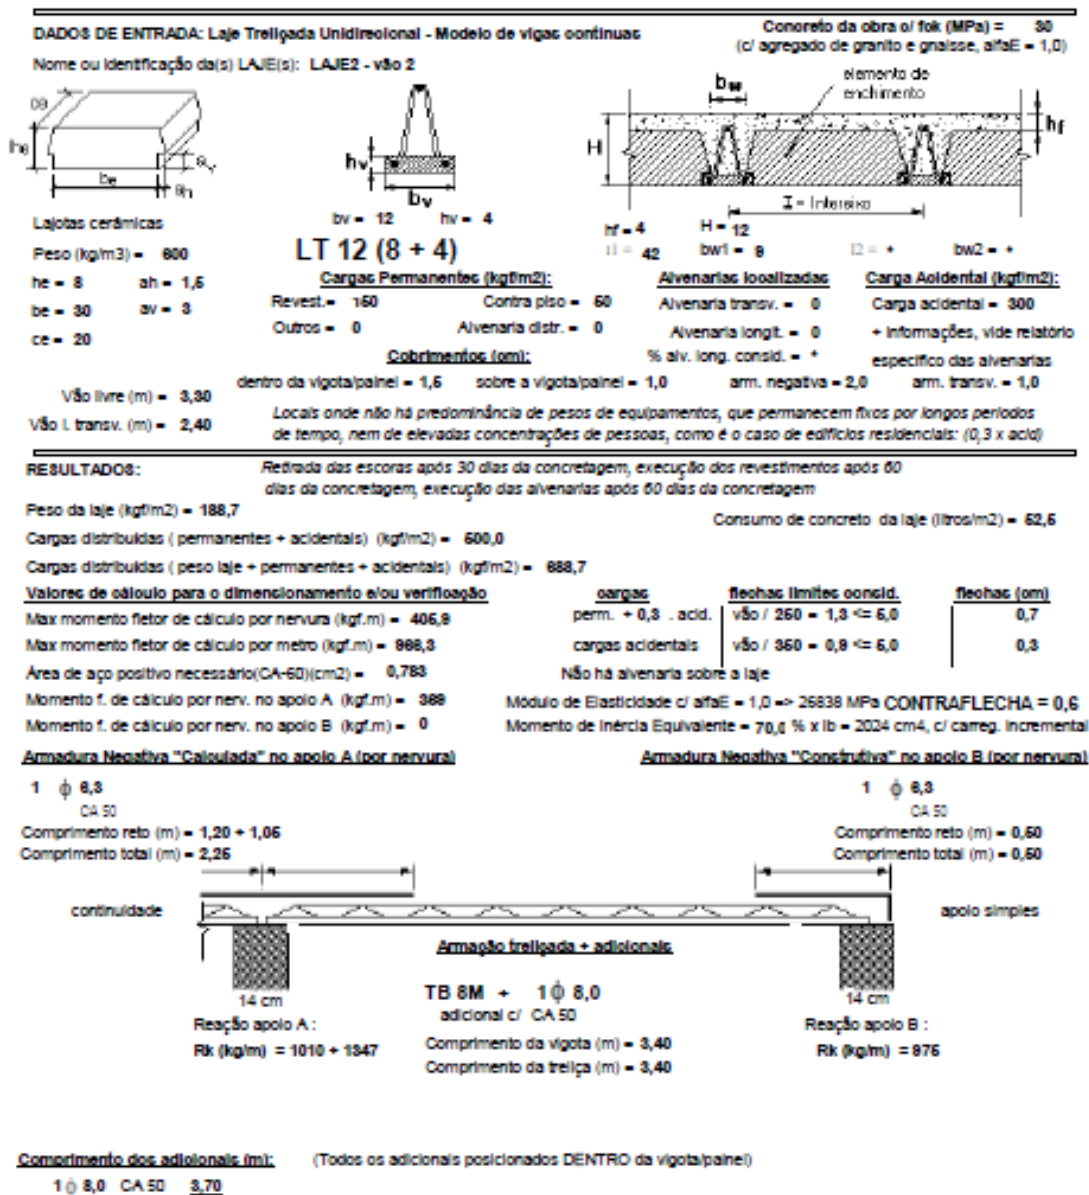 DADOS DE ENTRADA: Laje Treliçada Unidirecional - Modelo de vigas contínuas
Concreto da obra c/ fck (MPa) = 30
(c/ agregado de granito e gnaisse, alfaE = 1,0)
Nome ou Identificação da(s) LAJE(s): LAJE2 - vão 2
ce
he
be
av
ah
hv
bv
bw
elemento de
enchimento
H
hf
I = Intereixo
Lajotas cerâmicas
bv = 12 hv = 4
hf = 4 H = 12
Peso (kg/m3) = 600
LT 12 (8 + 4)
I1 = 42 bw1 = 9 I2 = * bw2 = *
he = 8 ah = 1,5
be = 30 av = 3
ce = 20
Cargas Permanentes (kgf/m2):
Revest.= 150 Contra piso = 50
Outros = 0 Alvenaria distr. = 0
Alvenarias localizadas
Alvenaria transv. = 0
Alvenaria longit. = 0
% alv. long. consid. = *
Carga Acidental (kgf/m2):
Carga acidental = 300
+ Informações, vide relatório
específico das alvenarias
Cobrimentos (cm):
dentro da vigota/painel = 1,5 sobre a vigota/painel = 1,0 arm. negativa = 2,0 arm. transv. = 1,0
Vão livre (m) = 3,30
Vão l. transv. (m) = 2,40
Locais onde não há predominância de pesos de equipamentos, que permanecem fixos por longos períodos
de tempo, nem de elevadas concentrações de pessoas, como é o caso de edifícios residenciais: (0,3 x acid)
RESULTADOS:
Retirada das escoras após 30 dias da concretagem, execução dos revestimentos após 60
dias da concretagem, execução das alvenarias após 60 dias da concretagem
Peso da laje (kgf/m2) = 188,7
Consumo de concreto da laje (litros/m2) = 52,5
Cargas distribuídas ( permanentes + acidentais) (kgf/m2) = 500,0
Cargas distribuídas ( peso laje + permanentes + acidentais) (kgf/m2) = 688,7
Valores de cálculo para o dimensionamento e/ou verificação
Max momento fletor de cálculo por nervura (kgf.m) = 405,9
Max momento fletor de cálculo por metro (kgf.m) = 966,3
Área de aço positivo necessário(CA-60)(cm2) = 0,783
Momento f. de cálculo por nerv. no apoio A (kgf.m) = 389
Momento f. de cálculo por nerv. no apoio B (kgf.m) = 0
cargas flechas limites consid. flechas (cm)
perm. + 0,3 . acid. vão / 250 = 1,3 <= 5,0 0,7
cargas acidentais vão / 350 = 0,9 <= 5,0 0,3
Não há alvenaria sobre a laje
Módulo de Elasticidade c/ alfaE = 1,0 => 26838 MPa CONTRAFLECHA = 0,6
Momento de Inércia Equivalente = 70,0 % x Ib = 2024 cm4, c/ carreg. Incremental
Armadura Negativa "Calculada" no apoio A (por nervura)
1 ϕ 6,3
CA 50
Comprimento reto (m) = 1,20 + 1,05
Comprimento total (m) = 2,25
Armadura Negativa "Construtiva" no apoio B (por nervura)
1 ϕ 6,3
CA 50
Comprimento reto (m) = 0,50
Comprimento total (m) = 0,50
continuidade
apoio simples
Armação treliçada + adicionais
TB 8M + 1 ϕ 8,0
adicional c/ CA 50
Comprimento da vigota (m) = 3,40
Comprimento da treliça (m) = 3,40
14 cm
Reação apoio A :
Rk (kg/m) = 1010 + 1347
14 cm
Reação apoio B :
Rk (kg/m) = 975
Comprimento dos adicionais (m): (Todos os adicionais posicionados DENTRO da vigota/painel)
1 ϕ 8,0 CA 50 3,70